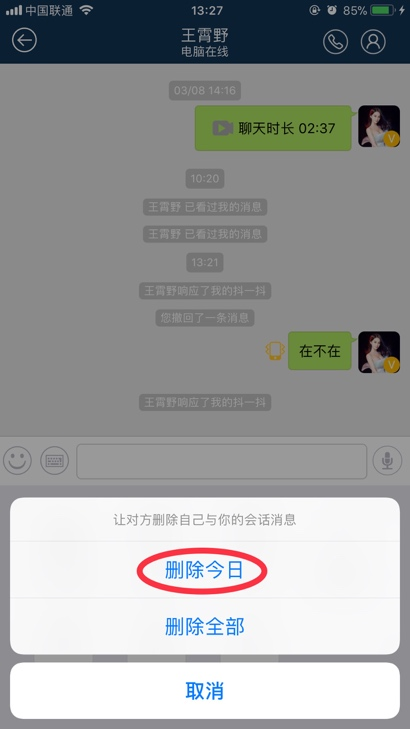 中国联通
13:27
85%
王霄野
电脑在线
03/08 14:16
聊天时长 02:37
V
10:20
王霄野 已看过我的消息
王霄野 已看过我的消息
13:21
王霄野响应了我的抖一抖
您撤回了一条消息
在不在
V
王霄野响应了我的抖一抖
让对方删除自己与你的会话消息
删除今日
删除全部
取消